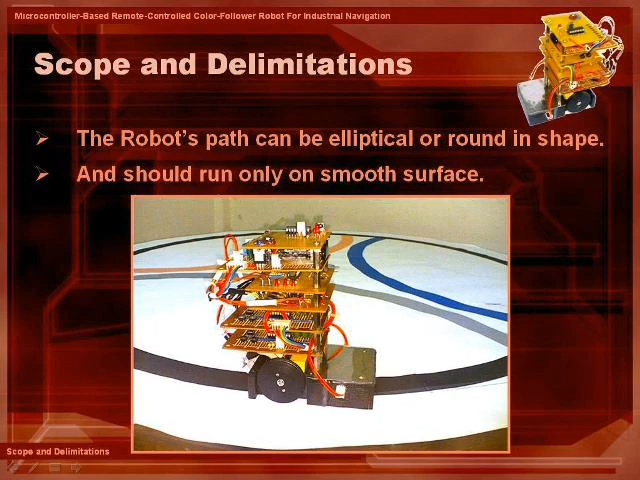 Microcontroller-Based Remote-Controlled Color-Follower Robot For Industrial Navigation
Scope and Delimitations
The Robot's path can be elliptical or round in shape.
And should run only on smooth surface.
Scope and Delimitations